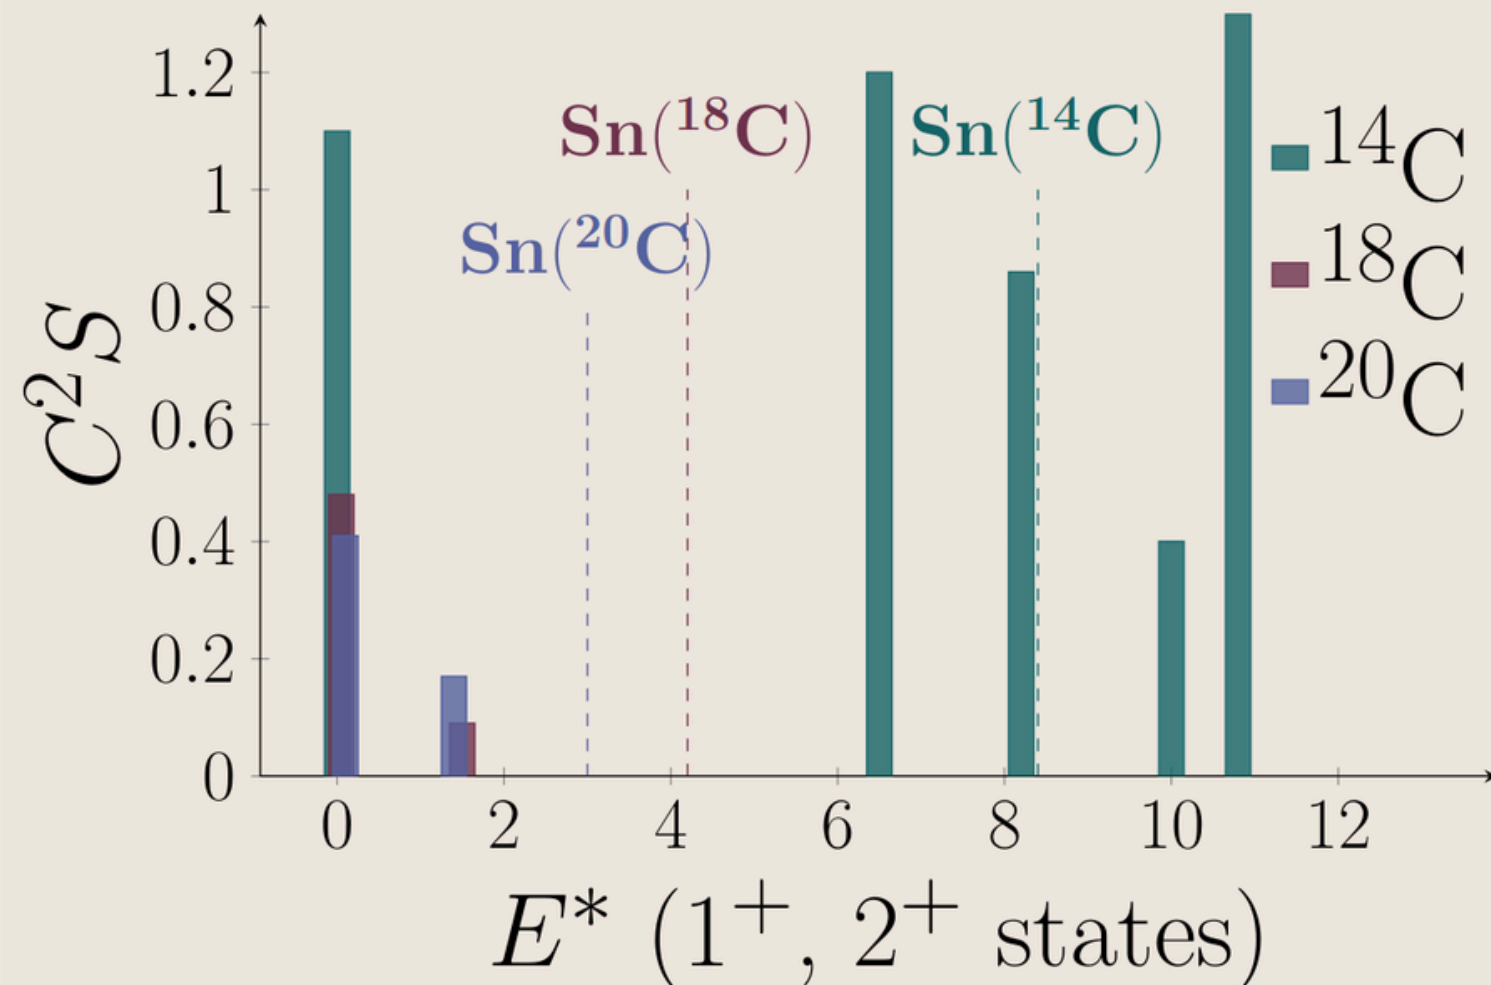 1.2
1
0.8
0.6
0.4
0.2
0
C²S
Sn(¹⁸C)
Sn(¹⁴C)
Sn(²⁰C)
¹⁴C
¹⁸C
²⁰C
0 2 4 6 8 10 12
E* (1⁺, 2⁺ states)